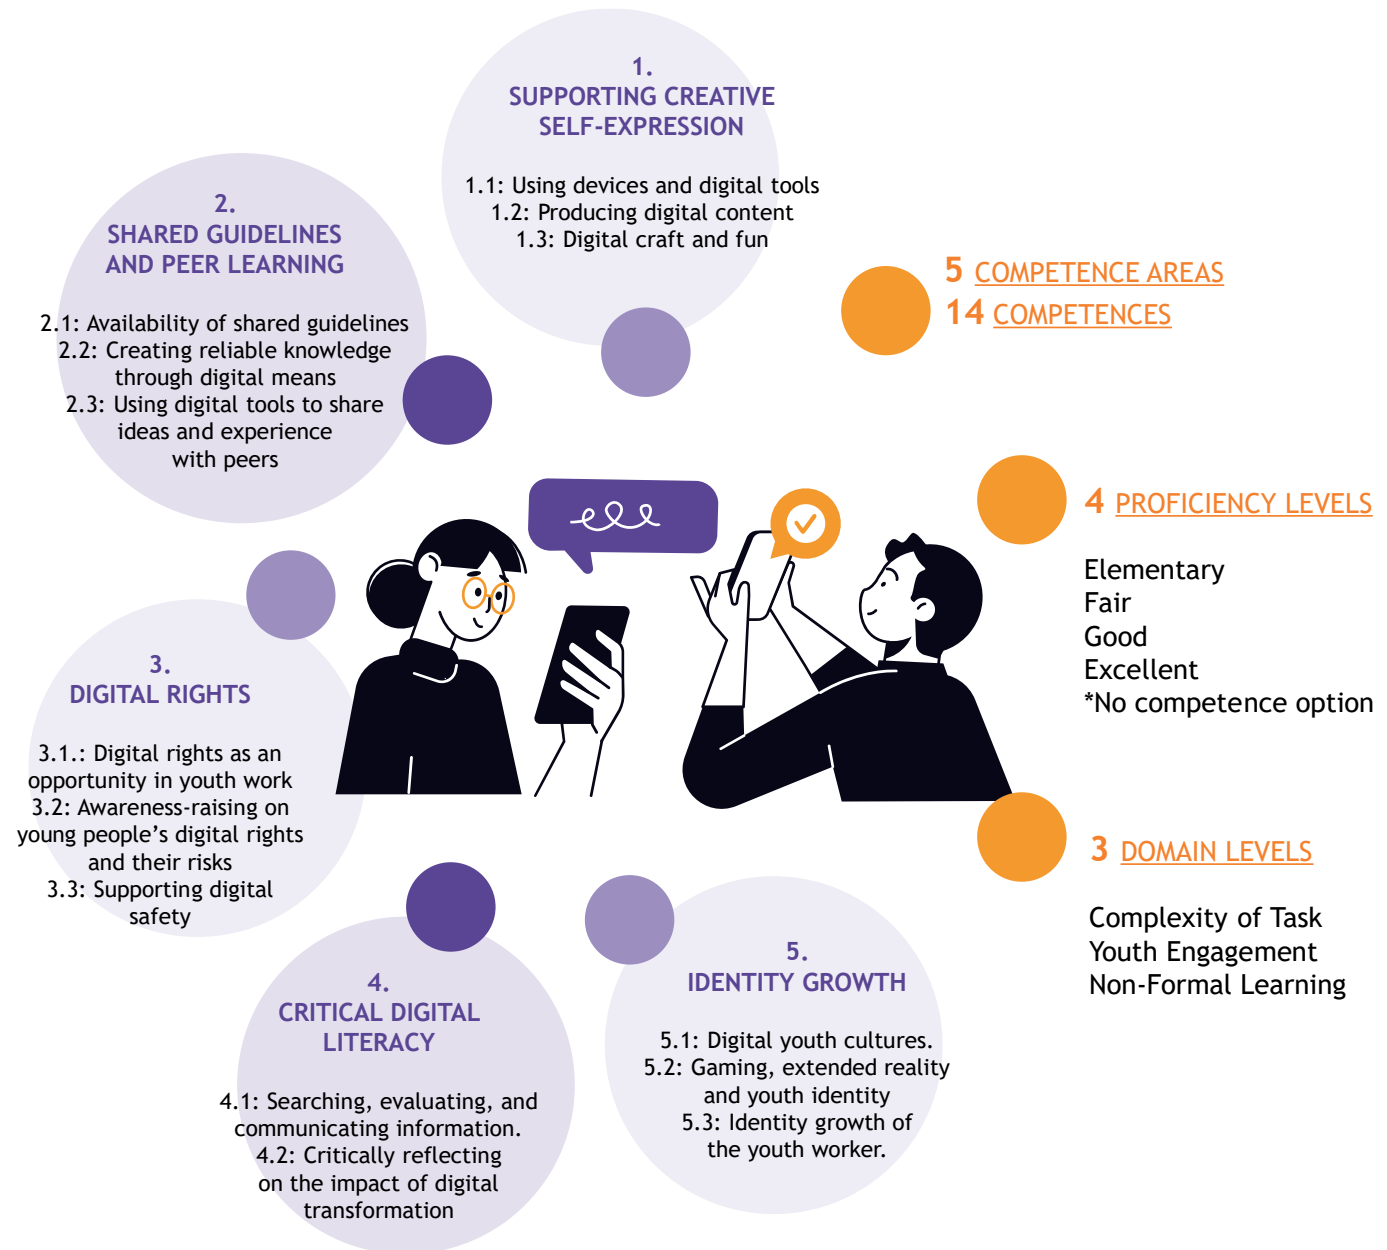 1.
SUPPORTING CREATIVE
SELF-EXPRESSION
1.1: Using devices and digital tools
1.2: Producing digital content
1.3: Digital craft and fun
2.
SHARED GUIDELINES
AND PEER LEARNING
2.1: Availability of shared guidelines
2.2: Creating reliable knowledge
through digital means
2.3: Using digital tools to share
ideas and experience
with peers
3.
DIGITAL RIGHTS
3.1.: Digital rights as an
opportunity in youth work
3.2: Awareness-raising on
young people’s digital rights
and their risks
3.3: Supporting digital
safety
4.
CRITICAL DIGITAL
LITERACY
4.1: Searching, evaluating, and
communicating information.
4.2: Critically reflecting
on the impact of digital
transformation
5.
IDENTITY GROWTH
5.1: Digital youth cultures.
5.2: Gaming, extended reality
and youth identity
5.3: Identity growth of
the youth worker.
5 COMPETENCE AREAS
14 COMPETENCES
4 PROFICIENCY LEVELS
Elementary
Fair
Good
Excellent
*No competence option
3 DOMAIN LEVELS
Complexity of Task
Youth Engagement
Non-Formal Learning